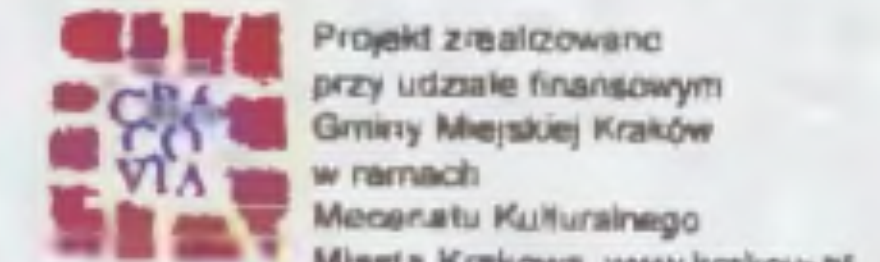 CRA
CO
VIA
Projekt zrealizowano
przy udziale finansowym
Gminy Miejskiej Kraków
w ramach
Mecenatu Kulturalnego
Miasta Krakowa